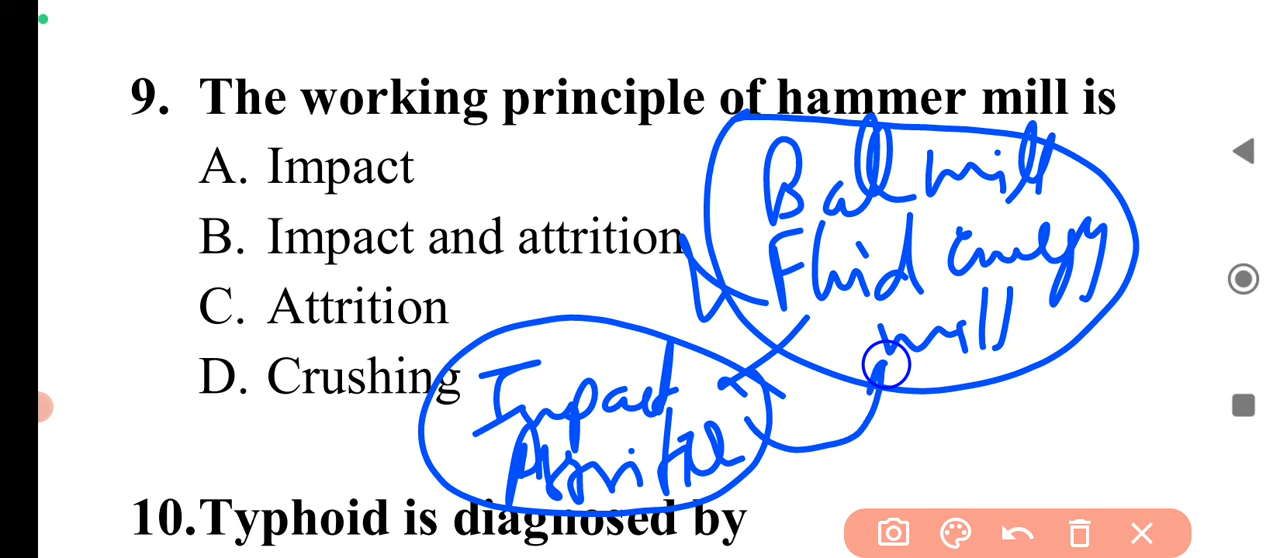 9. The working principle of hammer mill is
A. Impact
B. Impact and attrition
C. Attrition
D. Crushing
Ball mill
Fluid energy
mill
Impact
10. Typhoid is diagnosed by